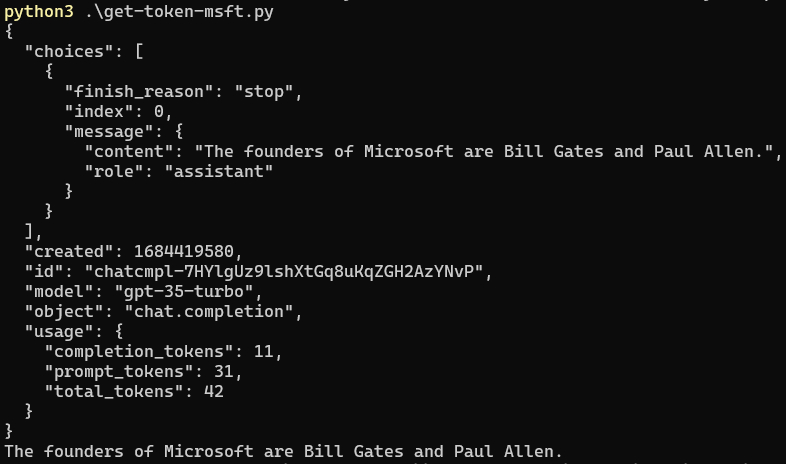 python3 .\get-token-msft.py
{
  "choices": [
    {
      "finish_reason": "stop",
      "index": 0,
      "message": {
        "content": "The founders of Microsoft are Bill Gates and Paul Allen.",
        "role": "assistant"
      }
    }
  ],
  "created": 1684419580,
  "id": "chatcmpl-7HYlgUz9lshXtGq8uKqZGH2AzYNvP",
  "model": "gpt-35-turbo",
  "object": "chat.completion",
  "usage": {
    "completion_tokens": 11,
    "prompt_tokens": 31,
    "total_tokens": 42
  }
}
The founders of Microsoft are Bill Gates and Paul Allen.